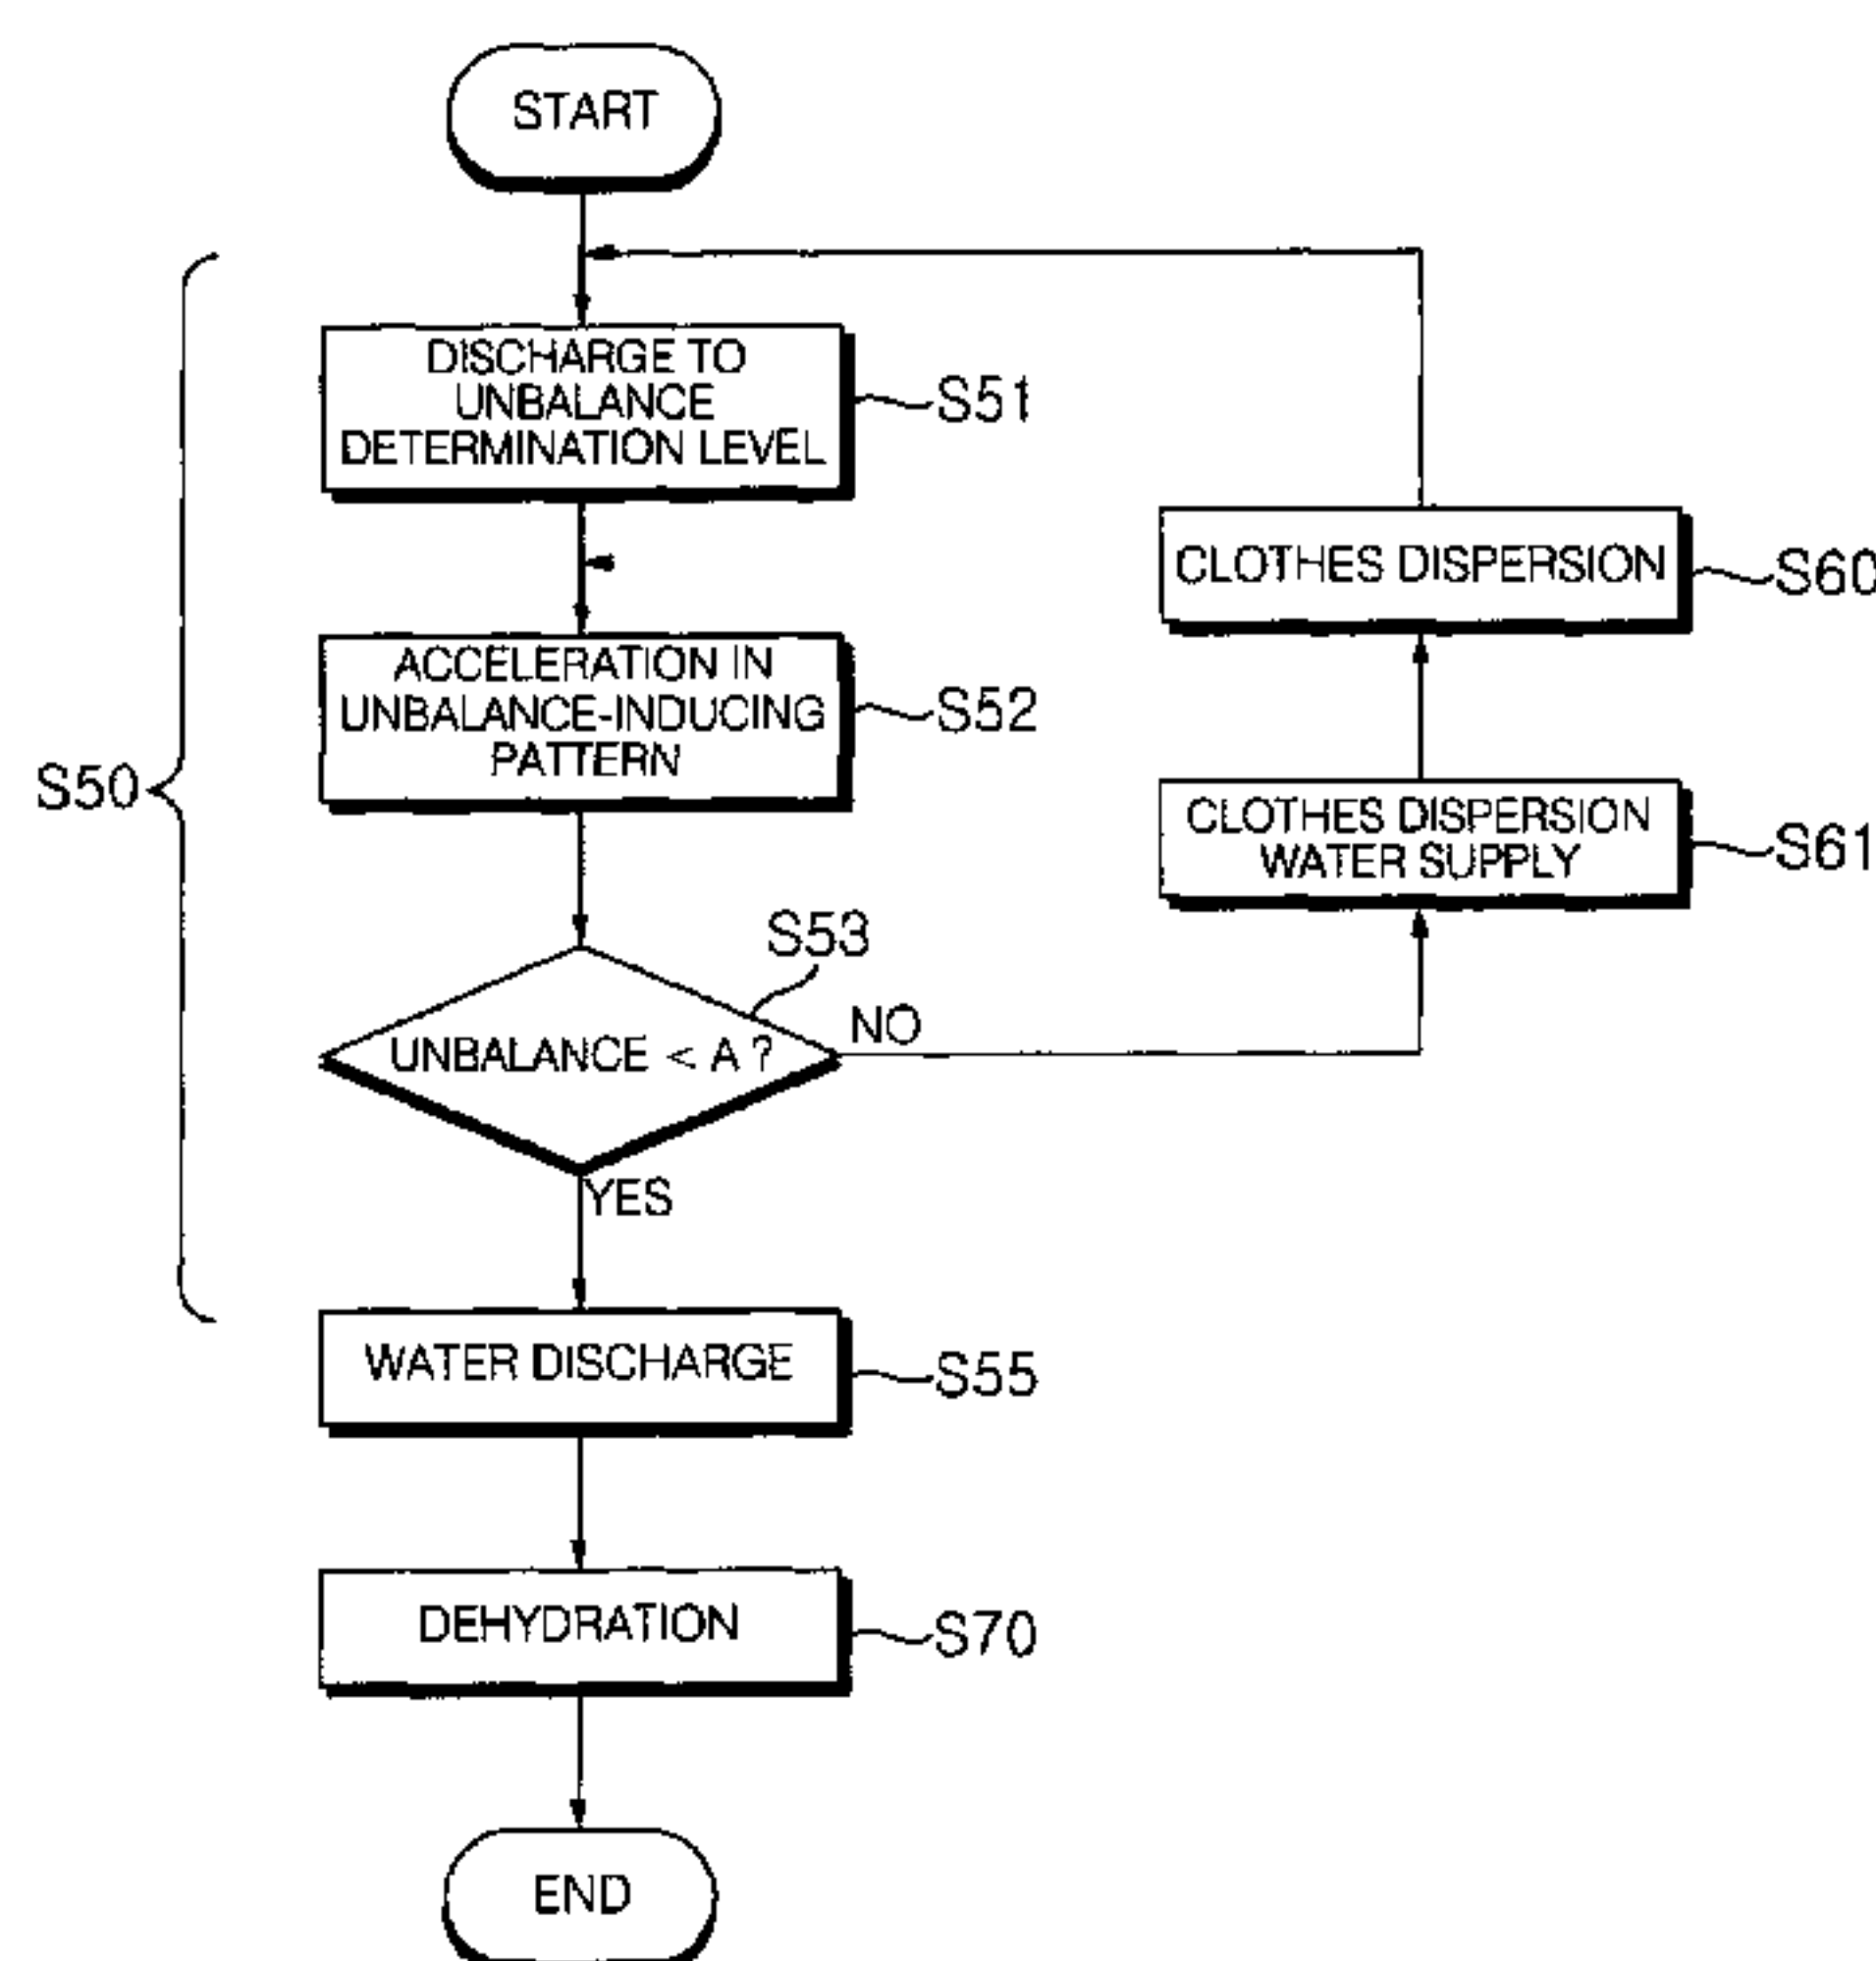 START
DISCHARGE TO
UNBALANCE
DETERMINATION LEVEL
S51
CLOTHES DISPERSION
S60
ACCELERATION IN
UNBALANCE-INDUCING
PATTERN
S52
S50
CLOTHES DISPERSION
WATER SUPPLY
S61
S53
NO
UNBALANCE < A ?
YES
WATER DISCHARGE
S55
DEHYDRATION
S70
END